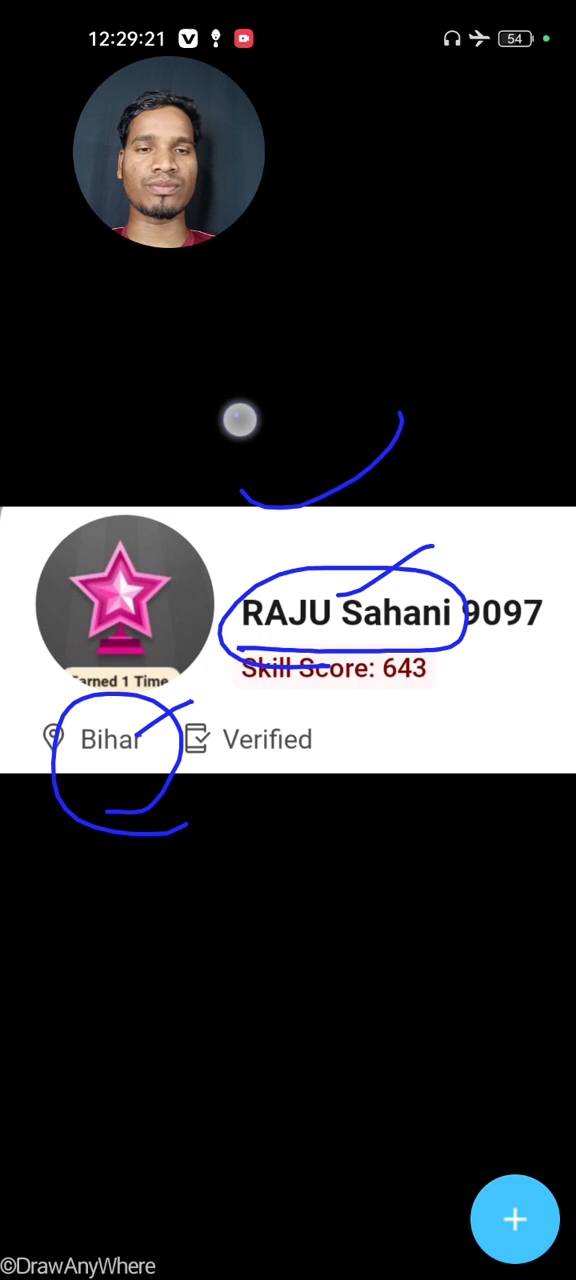 12:29:21
54
RAJU Sahani 9097
Skill Score: 643
Earned 1 Time
Bihar Verified
©DrawAnyWhere